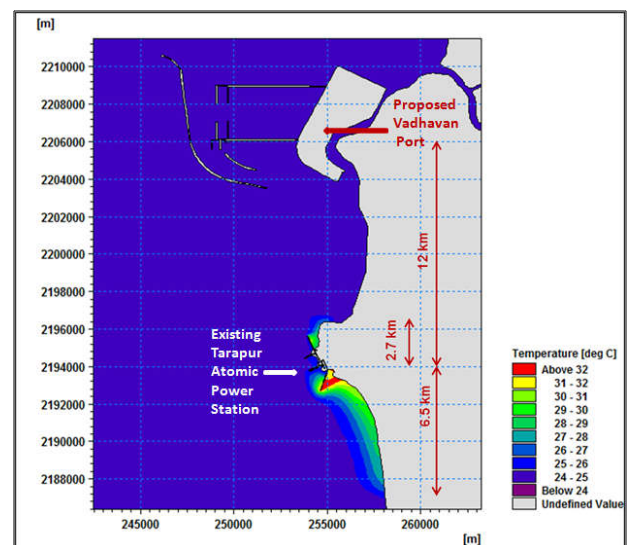 [m]
2210000
2208000
2206000
2204000
2202000
2200000
2198000
2196000
2194000
2192000
2190000
2188000
245000
250000
255000
260000
[m]
Proposed
Vadhavan
Port
12 km
2.7 km
6.5 km
Existing
Tarapur
Atomic
Power
Station
Temperature [deg C]
Above 32
31 - 32
30 - 31
29 - 30
28 - 29
27 - 28
26 - 27
25 - 26
24 - 25
Below 24
Undefined Value